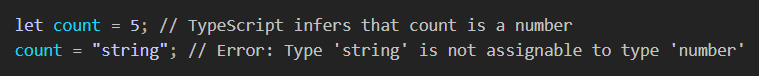 let count = 5; // TypeScript infers that count is a number
count = "string"; // Error: Type 'string' is not assignable to type 'number'